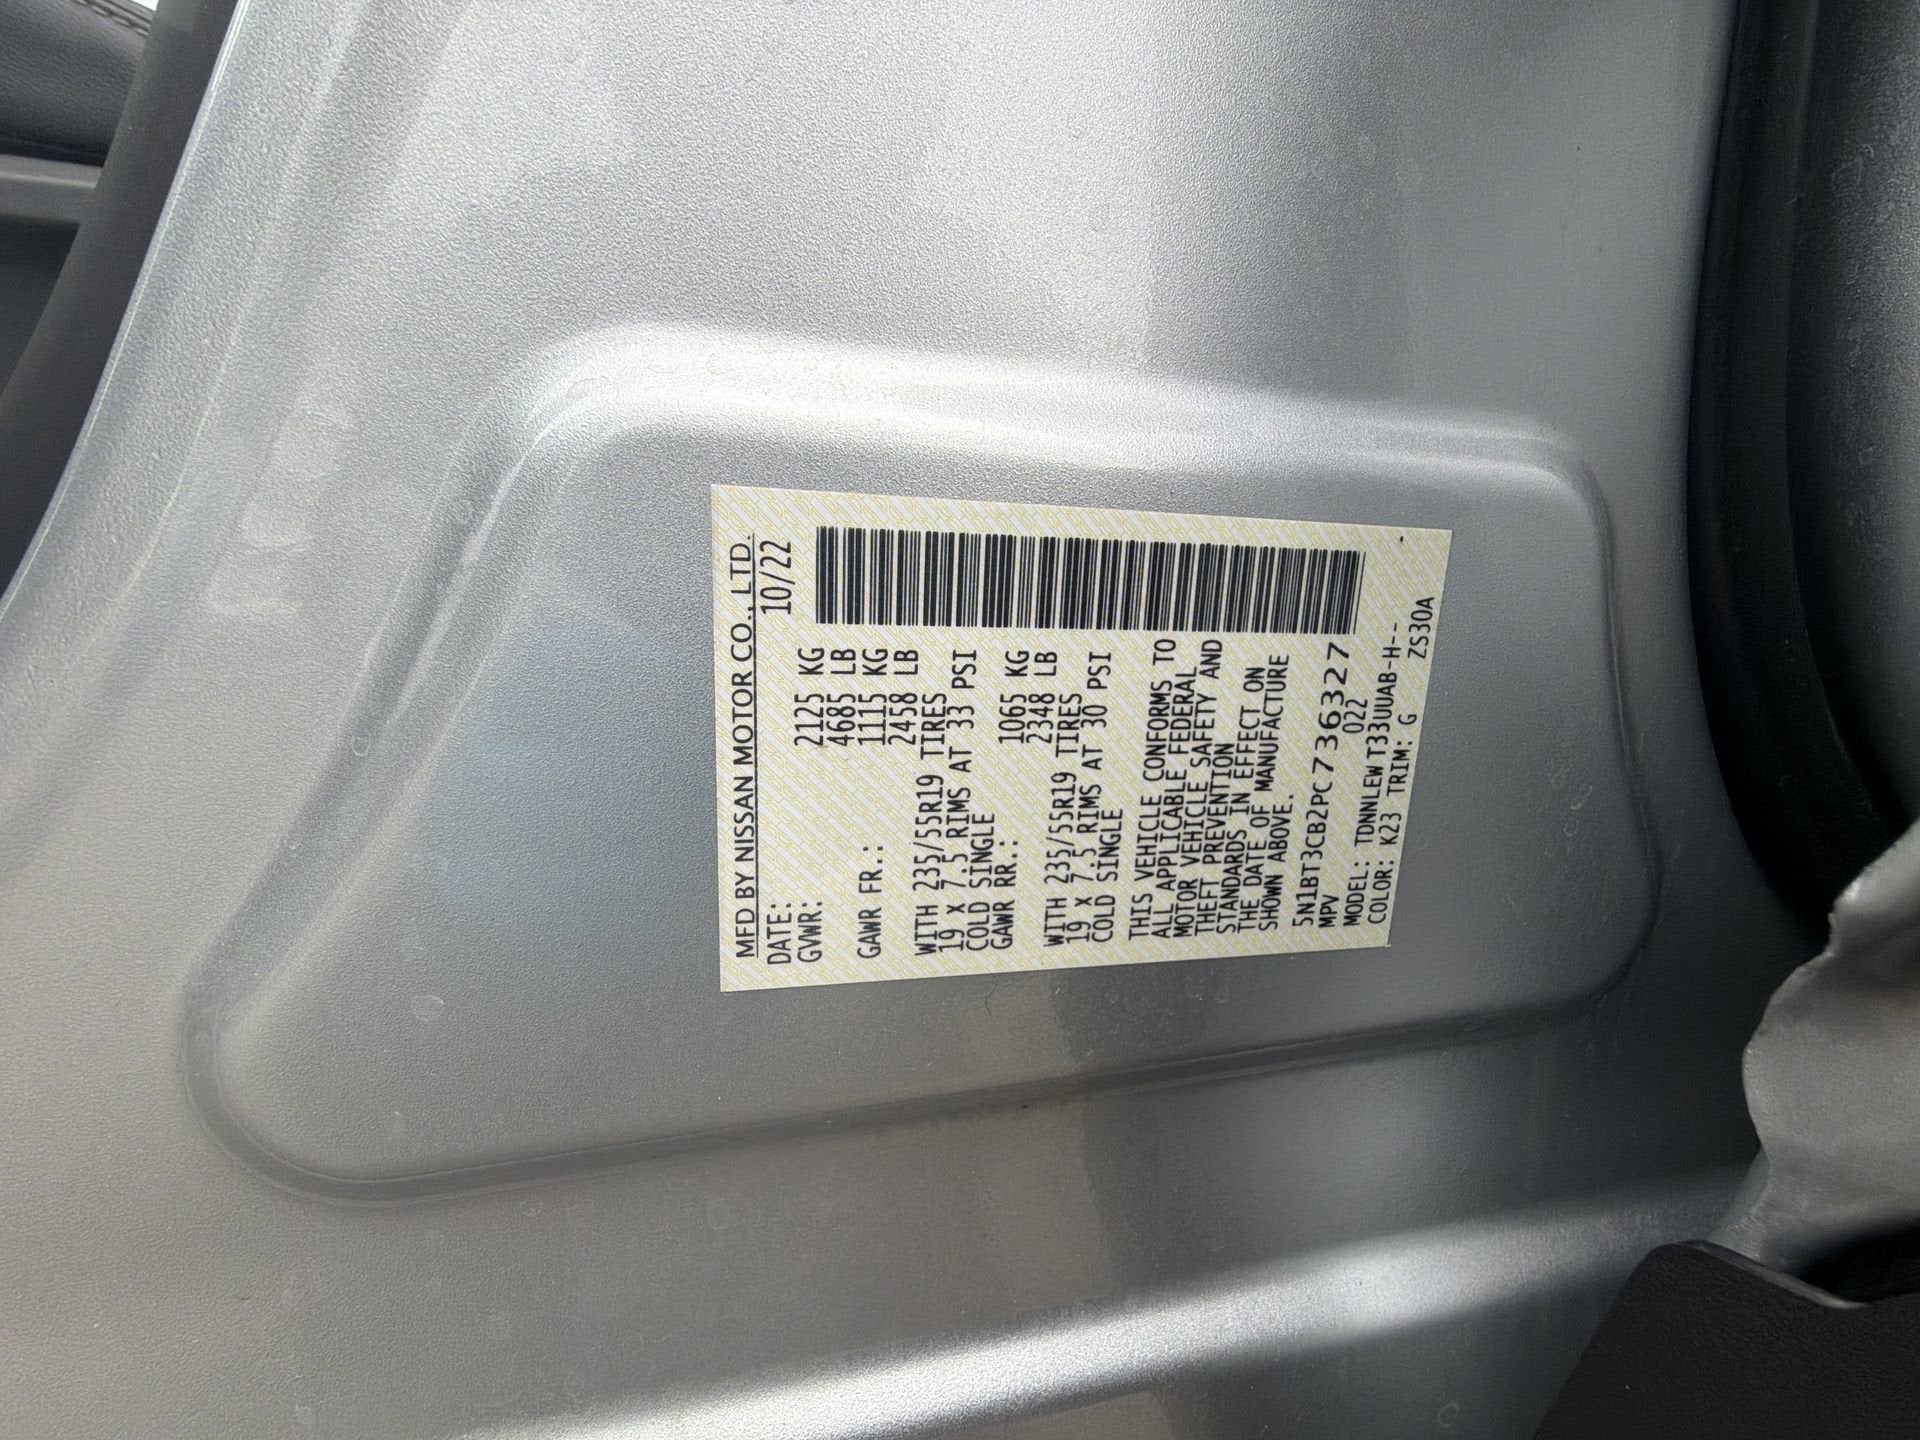 MFD BY NISSAN MOTOR CO., LTD.
DATE: 10/22
GVWR: 2125 KG
4685 LB
GAWR FR.: 1115 KG
2458 LB
WITH 235/55R19 TIRES
19 X 7.5 RIMS AT 33 PSI
COLD SINGLE
GAWR RR.: 1065 KG
2348 LB
WITH 235/55R19 TIRES
19 X 7.5 RIMS AT 30 PSI
COLD SINGLE
THIS VEHICLE CONFORMS TO
ALL APPLICABLE FEDERAL
MOTOR VEHICLE SAFETY AND
THEFT PREVENTION
STANDARDS IN EFFECT ON
THE DATE OF MANUFACTURE
SHOWN ABOVE.
5N1BT3CB2PC736327
MPV 022
MODEL: TDNNLEW T33UUAB-H--
COLOR: K23 TRIM: G ZS30A